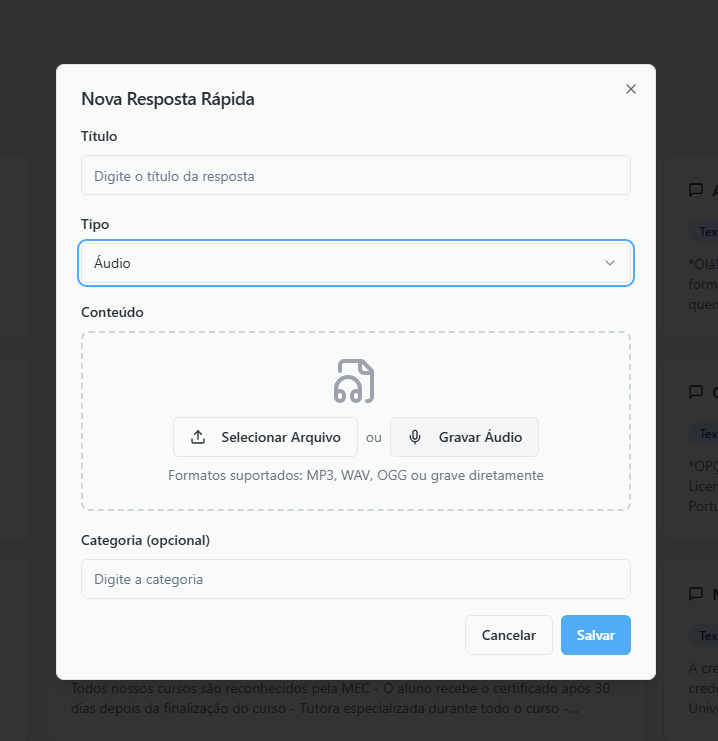 Nova Resposta Rápida
Título
Digite o título da resposta
Tipo
Áudio
Conteúdo
Selecionar Arquivo ou Gravar Áudio
Formatos suportados: MP3, WAV, OGG ou grave diretamente
Categoria (opcional)
Digite a categoria
Cancelar Salvar
Todos nossos cursos são reconhecidos pela MEC - O aluno recebe o certificado após 30
dias depois da finalização do curso - Tutora especializada durante todo o curso -...
Tex
*Olá!
form
quer
Tex
*OPÇ
Licen
Portu
Tex
A cre
crede
Unive